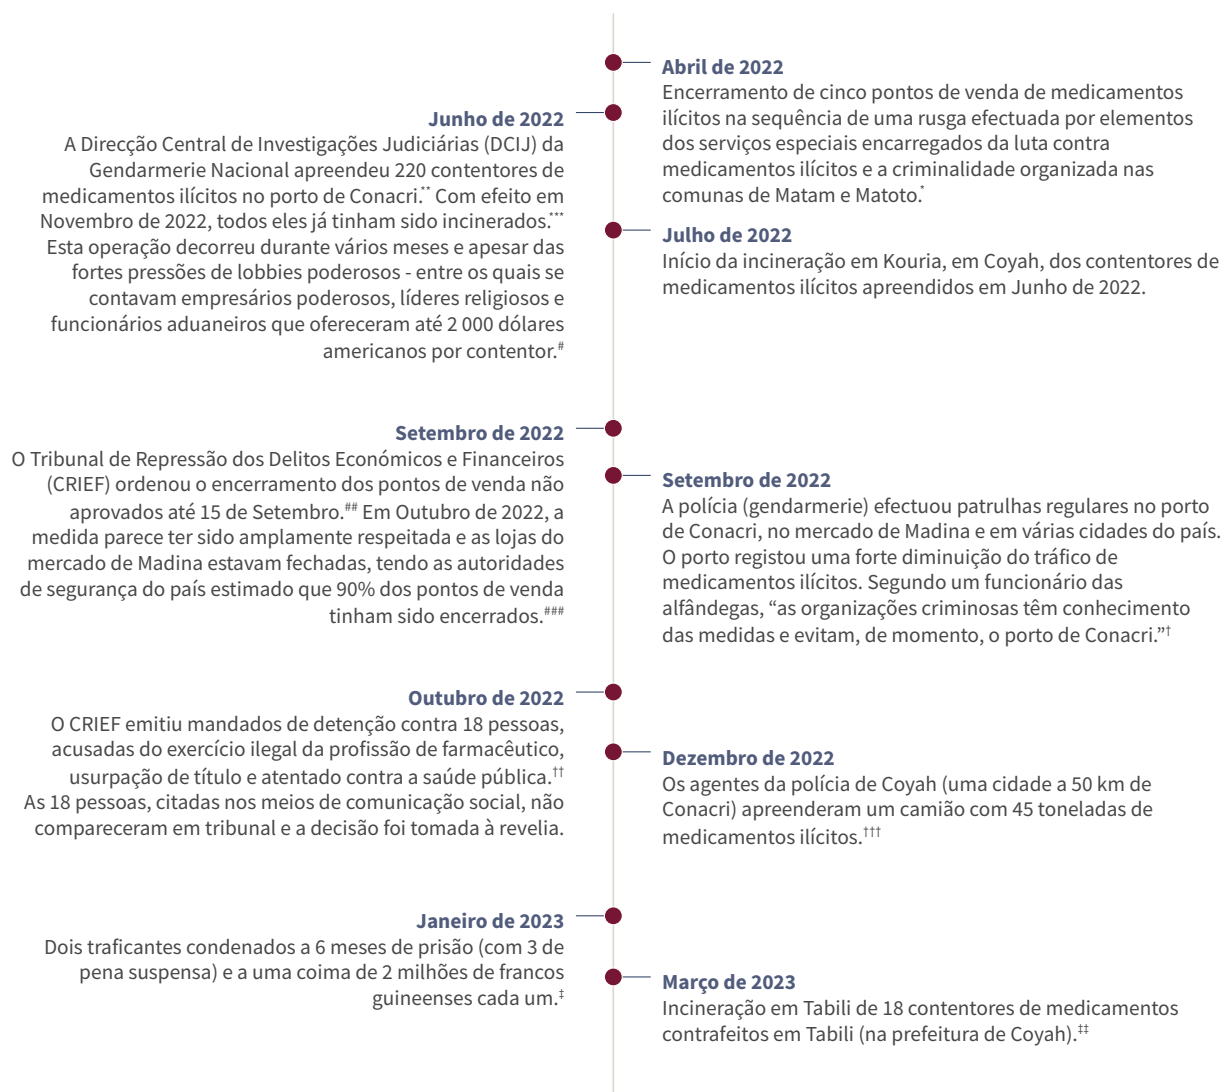 Abril de 2022
Encerramento de cinco pontos de venda de medicamentos
ilícitos na sequência de uma rusga efectuada por elementos
dos serviços especiais encarregados da luta contra
medicamentos ilícitos e a criminalidade organizada nas
comunas de Matam e Matoto.*
Junho de 2022
A Direcção Central de Investigações Judiciárias (DCIJ) da
Gendarmerie Nacional apreendeu 220 contentores de
medicamentos ilícitos no porto de Conacri.** Com efeito em
Novembro de 2022, todos eles já tinham sido incinerados.***
Esta operação decorreu durante vários meses e apesar das
fortes pressões de lobbies poderosos - entre os quais se
contavam empresários poderosos, líderes religiosos e
funcionários aduaneiros que ofereceram até 2 000 dólares
americanos por contentor.#
Julho de 2022
Início da incineração em Kouria, em Coyah, dos contentores de
medicamentos ilícitos apreendidos em Junho de 2022.
Setembro de 2022
O Tribunal de Repressão dos Delitos Económicos e Financeiros
(CRIEF) ordenou o encerramento dos pontos de venda não
aprovados até 15 de Setembro.## Em Outubro de 2022, a
medida parece ter sido amplamente respeitada e as lojas do
mercado de Madina estavam fechadas, tendo as autoridades
de segurança do país estimado que 90% dos pontos de venda
tinham sido encerrados.###
Setembro de 2022
A polícia (gendarmerie) efectuou patrulhas regulares no porto
de Conacri, no mercado de Madina e em várias cidades do país.
O porto registou uma forte diminuição do tráfico de
medicamentos ilícitos. Segundo um funcionário das
alfândegas, “as organizações criminosas têm conhecimento
das medidas e evitam, de momento, o porto de Conacri.”†
Outubro de 2022
O CRIEF emitiu mandados de detenção contra 18 pessoas,
acusadas do exercício ilegal da profissão de farmacêutico,
usurpação de título e atentado contra a saúde pública.††
As 18 pessoas, citadas nos meios de comunicação social, não
compareceram em tribunal e a decisão foi tomada à revelia.
Dezembro de 2022
Os agentes da polícia de Coyah (uma cidade a 50 km de
Conacri) apreenderam um camião com 45 toneladas de
medicamentos ilícitos.†††
Janeiro de 2023
Dois traficantes condenados a 6 meses de prisão (com 3 de
pena suspensa) e a uma coima de 2 milhões de francos
guineenses cada um.‡
Março de 2023
Incineração em Tabili de 18 contentores de medicamentos
contrafeitos em Tabili (na prefeitura de Coyah).‡‡